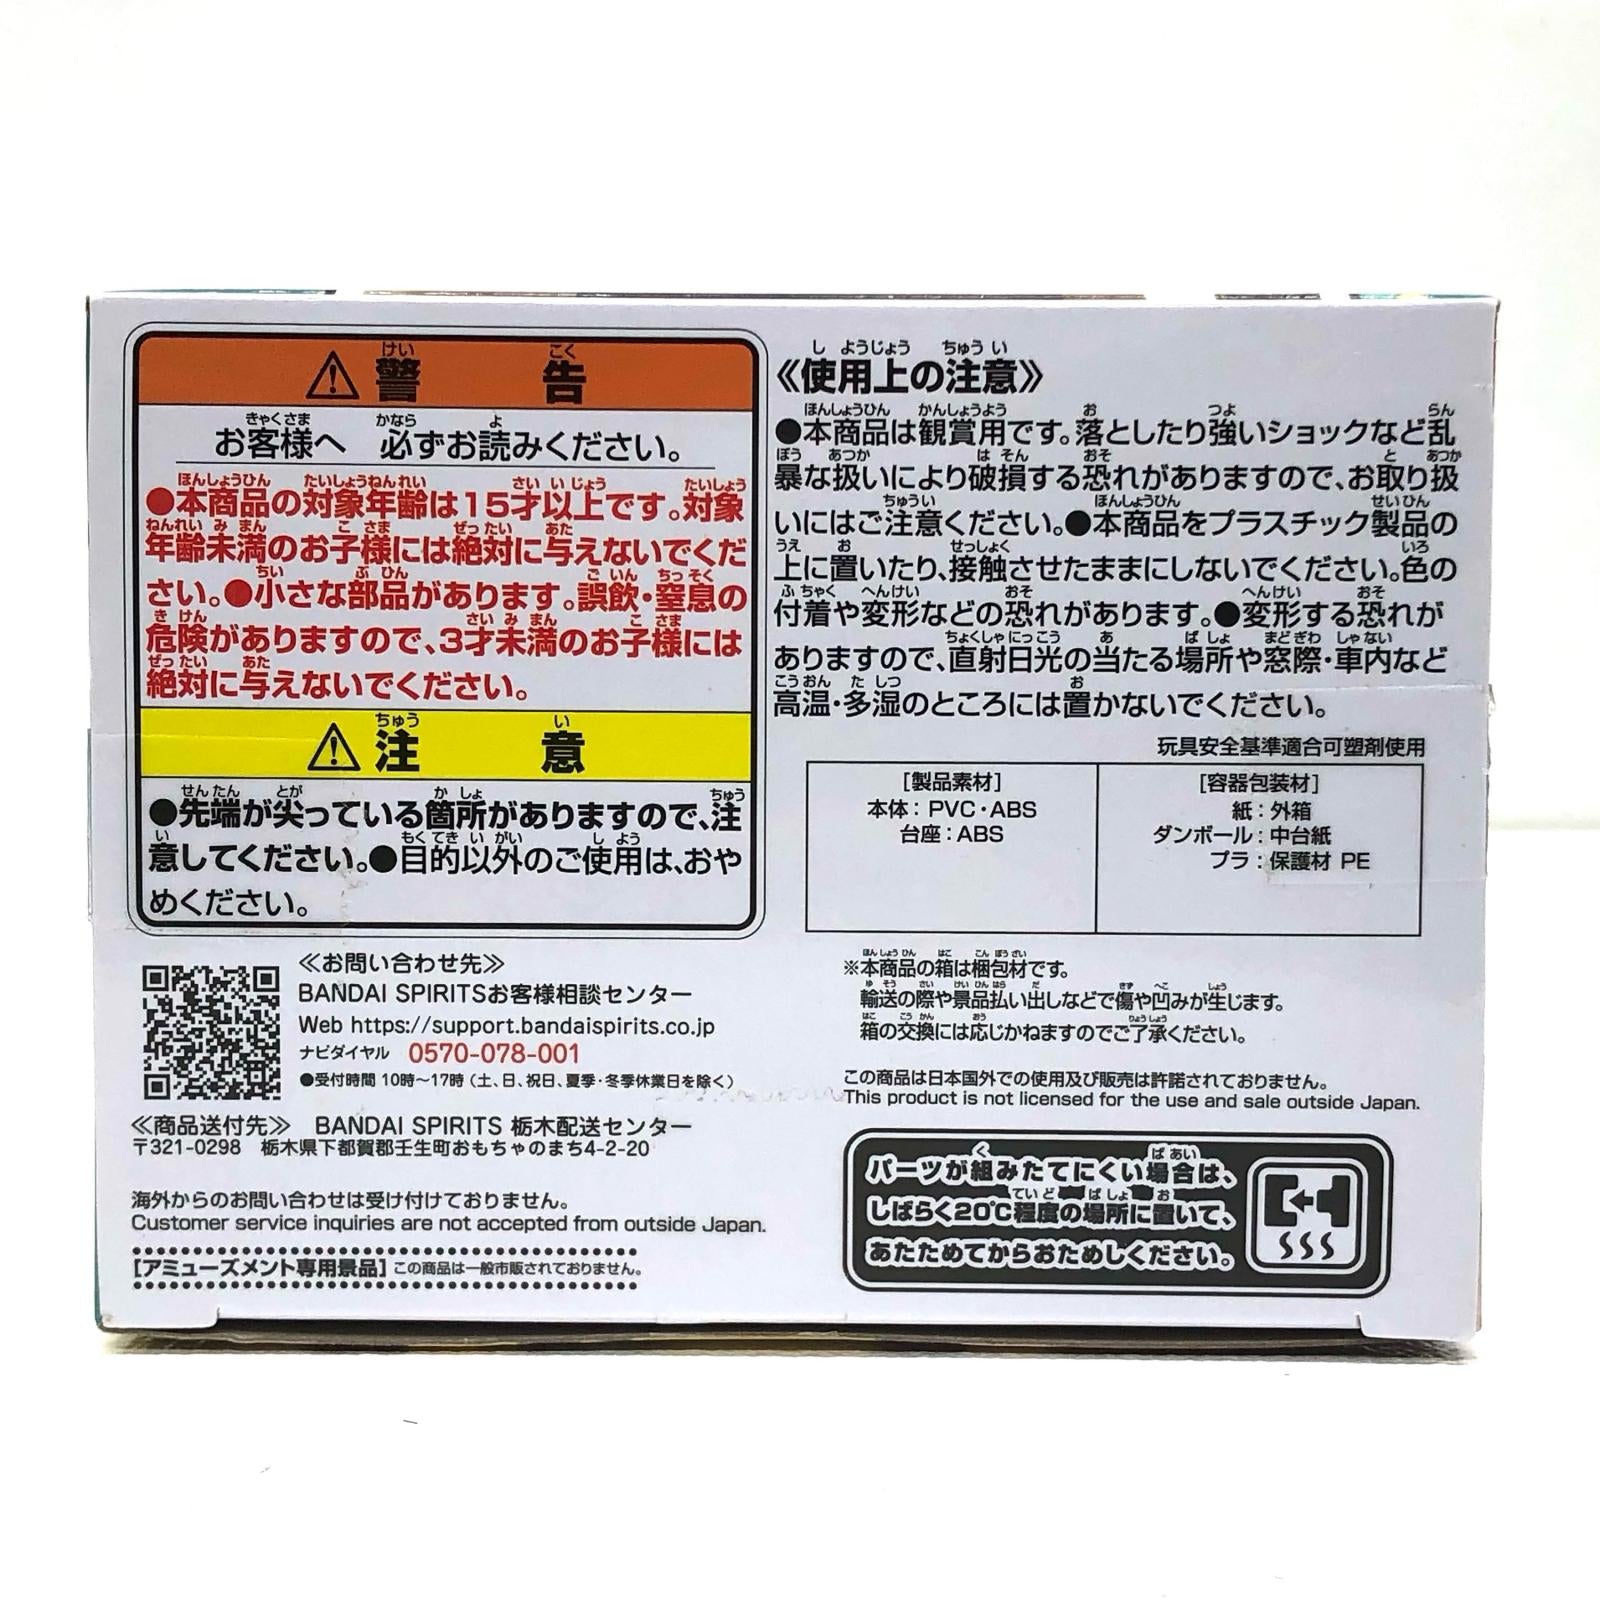 警告
お客様へ 必ずお読みください。
●本商品の対象年齢は15才以上です。対象
年齢未満のお子様には絶対に与えないでくだ
さい。●小さな部品があります。誤飲・窒息の
危険がありますので、3才未満のお子様には
絶対に与えないでください。
注意
●先端が尖っている箇所がありますので、注
意してください。●目的以外のご使用は、おや
めください。
≪お問い合わせ先≫
BANDAI SPIRITSお客様相談センター
Web https://support.bandaispirits.co.jp
ナビダイヤル 0570-078-001
●受付時間 10時～17時(土、日、祝日、夏季・冬季休業日を除く)
≪商品送付先≫ BANDAI SPIRITS 栃木配送センター
〒321-0298 栃木県下都賀郡壬生町おもちゃのまち4-2-20
海外からのお問い合わせは受け付けておりません。
Customer service inquiries are not accepted from outside Japan.
[アミューズメント専用景品] この商品は一般市販されておりません。
《使用上の注意》
●本商品は観賞用です。落としたり強いショックなど乱
暴な扱いにより破損する恐れがありますので、お取り扱
いにはご注意ください。●本商品をプラスチック製品の
上に置いたり、接触させたままにしないでください。色の
付着や変形などの恐れがあります。●変形する恐れが
ありますので、直射日光の当たる場所や窓際・車内など
高温・多湿のところには置かないでください。
玩具安全基準適合可塑剤使用
[製品素材]
本体：PVC・ABS
台座：ABS
[容器包装材]
紙：外箱
ダンボール：中台紙
プラ：保護材 PE
※本商品の箱は梱包材です。
輸送の際や景品払い出しなどで傷や凹みが生じます。
箱の交換には応じかねますのでご了承ください。
この商品は日本国外での使用及び販売は許諾されておりません。
This product is not licensed for the use and sale outside Japan.
パーツが組みたてにくい場合は、
しばらく20℃程度の場所に置いて、
あたためてからおためしください。